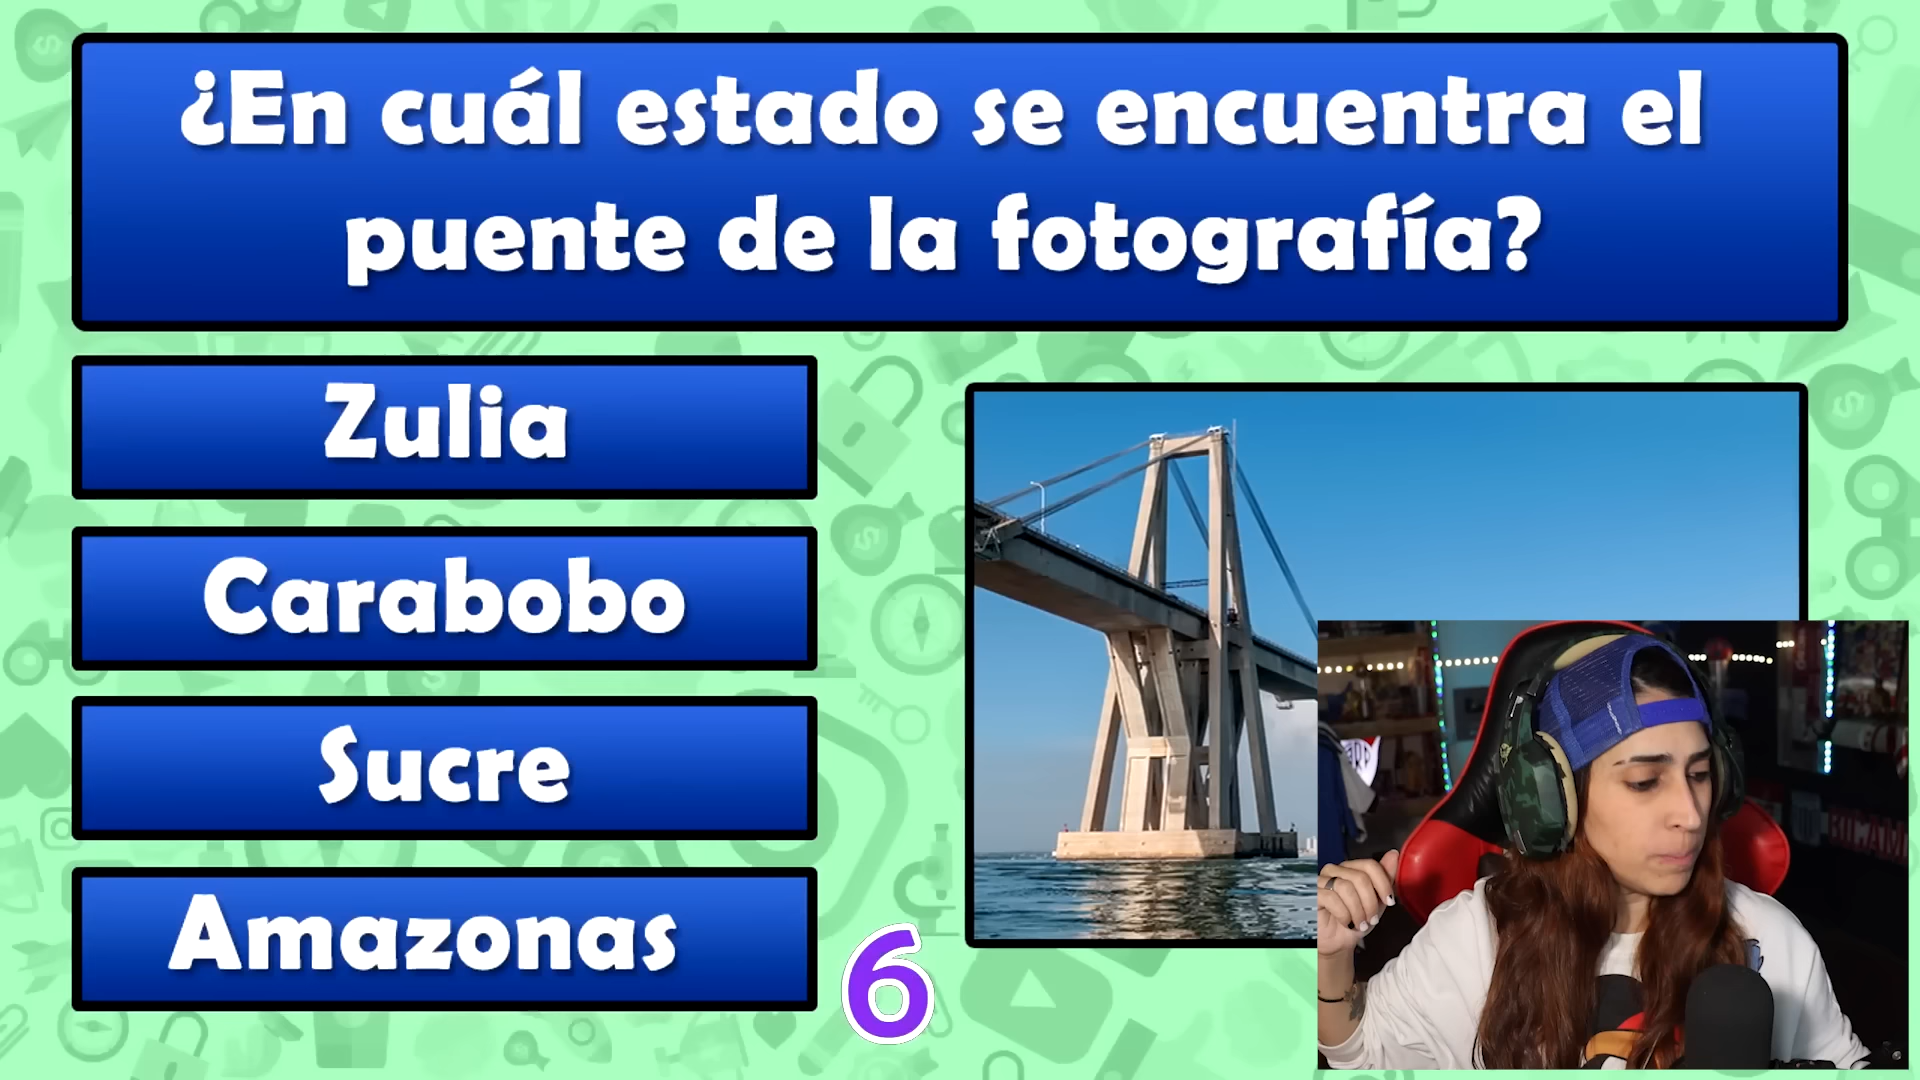 ¿En cuál estado se encuentra el
puente de la fotografía?
Zulia
Carabobo
Sucre
Amazonas
6